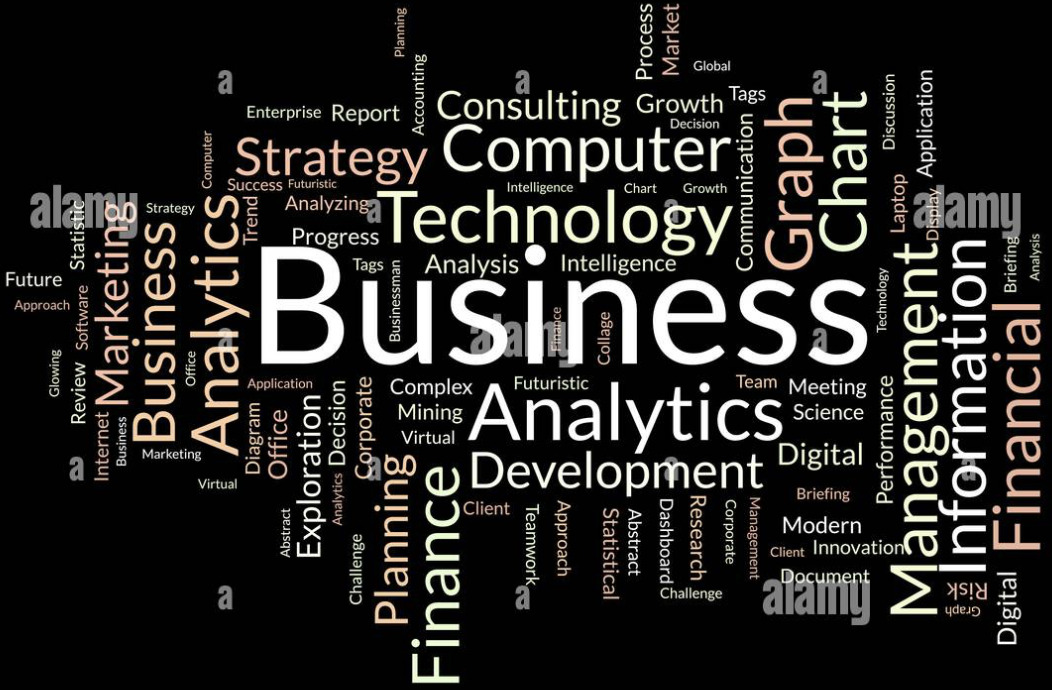 Planning
Process
Market
Global
Accounting
Enterprise
Report
Consulting
Growth
Tags
Decision
Discussion
Application
Computer
Strategy
Computer
Communication
Graph
Chart
Success
Futuristic
Intelligence
Chart
Growth
Laptop
Display
Statistic
Marketing
Strategy
Business
Analytics
Trend
Analyzing
Technology
Progress
Tags
Businessman
Analysis
Intelligence
Business
Finance
Collage
Technology
Management
Information
Briefing
Analysis
Financial
Future
Approach
Software
Glowing
Review
Internet
Business
Office
Marketing
Virtual
Application
Diagram
Office
Exploration
Decision
Corporate
Analytics
Abstract
Challenge
Planning
Finance
Complex
Mining
Virtual
Futuristic
Analytics
Development
Team
Meeting
Science
Digital
Performance
Briefing
Modern
Client
Innovation
Document
Client
Teamwork
Approach
Statistical
Abstract
Dashboard
Research
Corporate
Management
Challenge
Risk
Graph
Digital
alamy
alamy
alamy
alamy
a
a
a
a
a
a
a
a
a
a